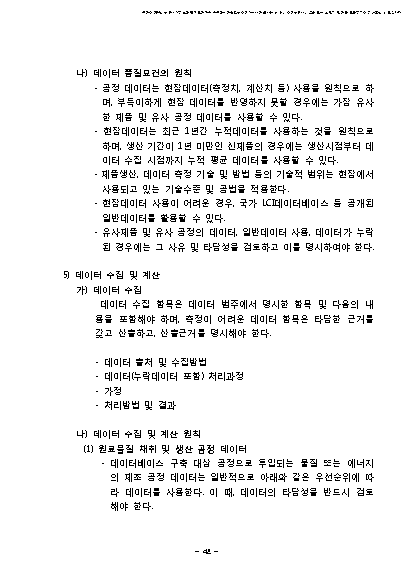 나) 데이터 품질요건의 원칙
- 공정 데이터는 현장데이터(측정치, 계산치 등) 사용을 원칙으로 하
며, 부득이하게 현장 데이터를 반영하지 못할 경우에는 가장 유사
한 제품 및 유사 공정 데이터를 사용할 수 있다.
- 현장데이터는 최근 1년간 누적데이터를 사용하는 것을 원칙으로
하며, 생산 기간이 1년 미만인 신제품의 경우에는 생산시점부터 데
이터 수집 시점까지 누적 평균 데이터를 사용할 수 있다.
- 제품생산, 데이터 측정 기술 및 방법 등의 기술적 범위는 현장에서
사용되고 있는 기술수준 및 공법을 적용한다.
- 현장데이터 사용이 어려운 경우, 국가 LCI데이터베이스 등 공개된
일반데이터를 활용할 수 있다.
- 유사제품 및 유사 공정의 데이터, 일반데이터 사용, 데이터가 누락
된 경우에는 그 사유 및 타당성을 검토하고 이를 명시하여야 한다.
5) 데이터 수집 및 계산
가) 데이터 수집
데이터 수집 항목은 데이터 범주에서 명시한 항목 및 다음의 내
용을 포함해야 하며, 측정이 어려운 데이터 항목은 타당한 근거를
갖고 산출하고, 산출근거를 명시해야 한다.
- 데이터 출처 및 수집방법
- 데이터(누락데이터 포함) 처리과정
- 가정
- 처리방법 및 결과
나) 데이터 수집 및 계산 원칙
(1) 원료물질 채취 및 생산 공정 데이터
- 데이터베이스 구축 대상 공정으로 투입되는 물질 또는 에너지
의 제조 공정 데이터는 일반적으로 아래와 같은 우선순위에 따
라 데이터를 사용한다. 이 때, 데이터의 타당성을 반드시 검토
해야 한다.